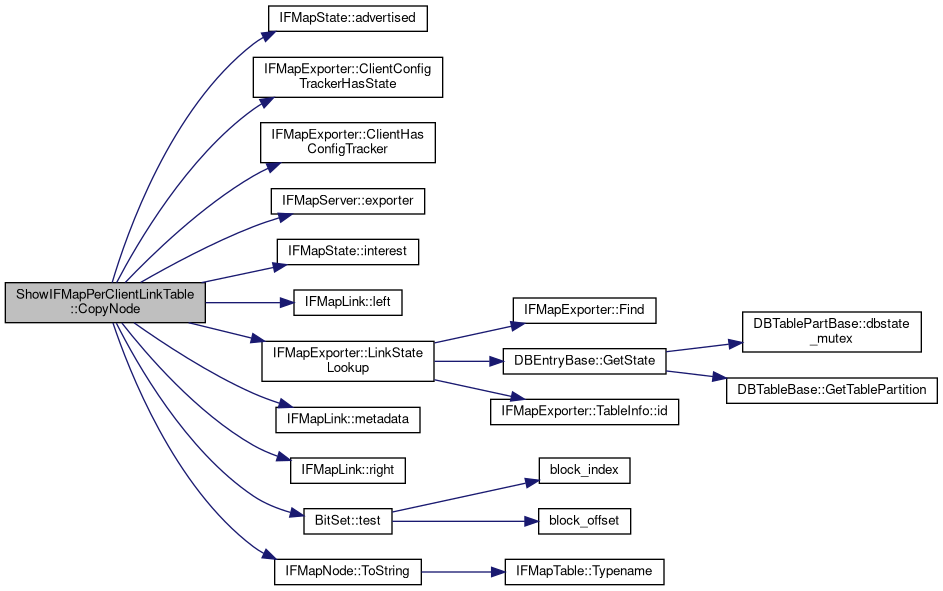 IFMapState::advertised
IFMapExporter::ClientConfig
TrackerHasState
IFMapExporter::ClientHas
ConfigTracker
IFMapServer::exporter
IFMapState::interest
ShowIFMapPerClientLinkTable
::CopyNode
IFMapLink::left
IFMapExporter::LinkState
Lookup
IFMapExporter::Find
DBEntryBase::GetState
DBTablePartBase::dbstate
_mutex
DBTableBase::GetTablePartition
IFMapExporter::TableInfo::id
IFMapLink::metadata
IFMapLink::right
BitSet::test
block_index
block_offset
IFMapNode::ToString
IFMapTable::Typename